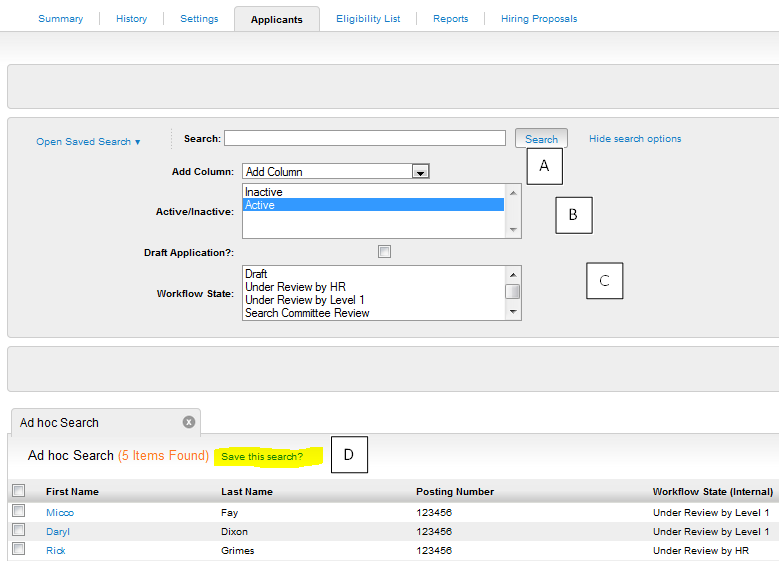 Summary History Settings Applicants Eligibility List Reports Hiring Proposals
Open Saved Search ▾ Search: Search Hide search options
A
Add Column: Add Column
Inactive
Active/Inactive: Active
B
Draft Application?:
Workflow State: Draft
Under Review by HR
Under Review by Level 1
Search Committee Review
C
Ad hoc Search
Ad hoc Search (5 Items Found) Save this search? D
First Name Last Name Posting Number Workflow State (Internal)
Micco Fay 123456 Under Review by Level 1
Daryl Dixon 123456 Under Review by Level 1
Rick Grimes 123456 Under Review by HR